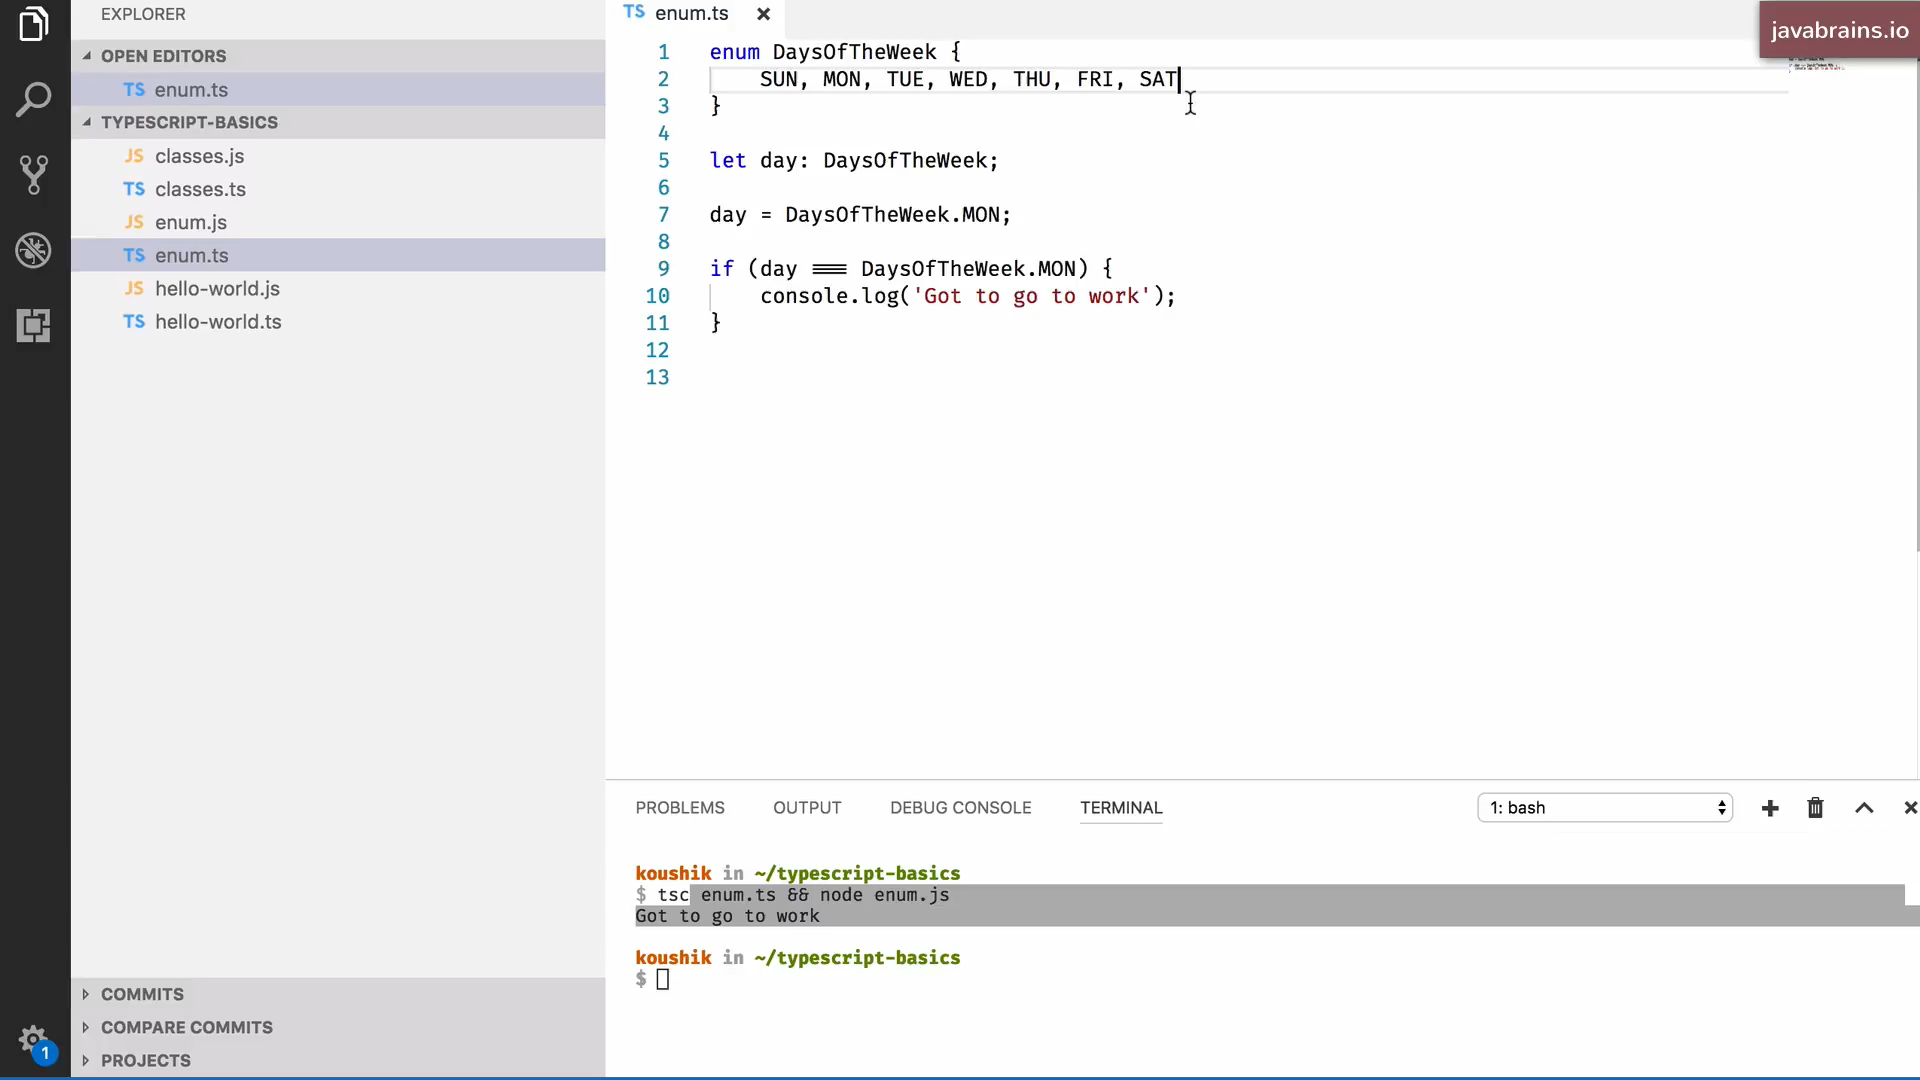 EXPLORER
OPEN EDITORS
TS enum.ts
TYPESCRIPT-BASICS
JS classes.js
TS classes.ts
JS enum.js
TS enum.ts
JS hello-world.js
TS hello-world.ts
COMMITS
COMPARE COMMITS
PROJECTS
1
TS enum.ts
javabrains.io
1 enum DaysOfTheWeek {
2 SUN, MON, TUE, WED, THU, FRI, SAT
3 }
4
5 let day: DaysOfTheWeek;
6
7 day = DaysOfTheWeek.MON;
8
9 if (day === DaysOfTheWeek.MON) {
10 console.log('Got to go to work');
11 }
12
13
PROBLEMS OUTPUT DEBUG CONSOLE TERMINAL 1: bash
koushik in ~/typescript-basics
$ tsc enum.ts && node enum.js
Got to go to work
koushik in ~/typescript-basics
$